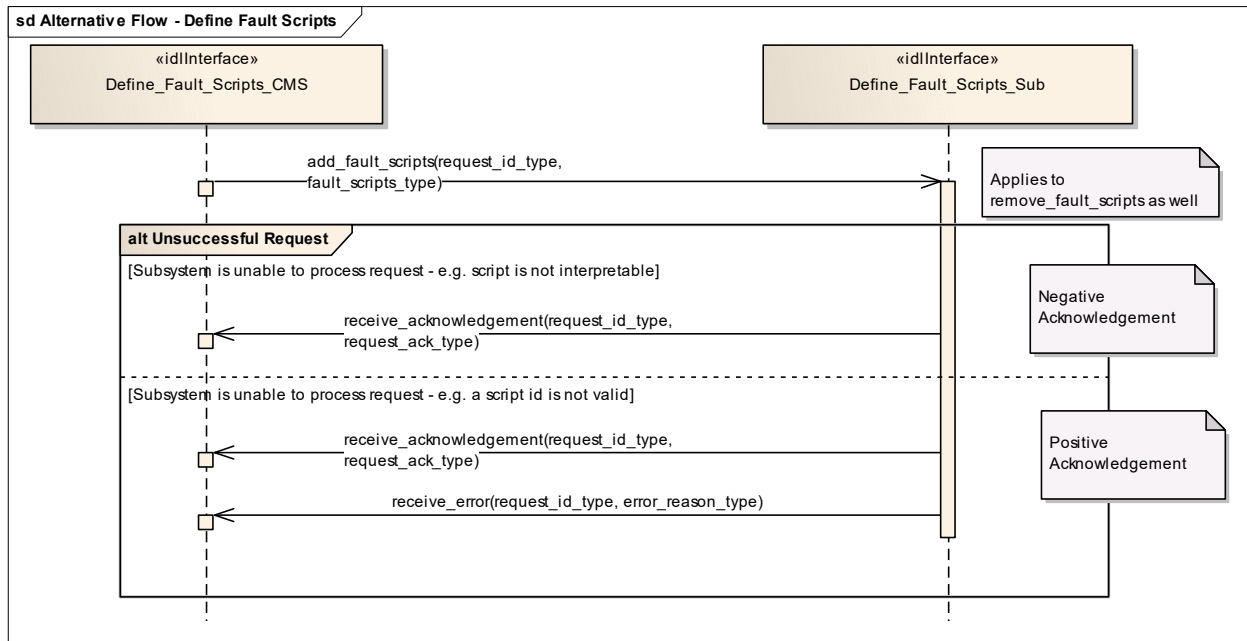 sd Alternative Flow - Define Fault Scripts
«idlInterface»
Define_Fault_Scripts_CMS
«idlInterface»
Define_Fault_Scripts_Sub
add_fault_scripts(request_id_type,
fault_scripts_type)
Applies to
remove_fault_scripts as well
alt Unsuccessful Request
[Subsystem is unable to process request - e.g. script is not interpretable]
Negative
Acknowledgement
receive_acknowledgement(request_id_type,
request_ack_type)
[Subsystem is unable to process request - e.g. a script id is not valid]
receive_acknowledgement(request_id_type,
request_ack_type)
Positive
Acknowledgement
receive_error(request_id_type, error_reason_type)